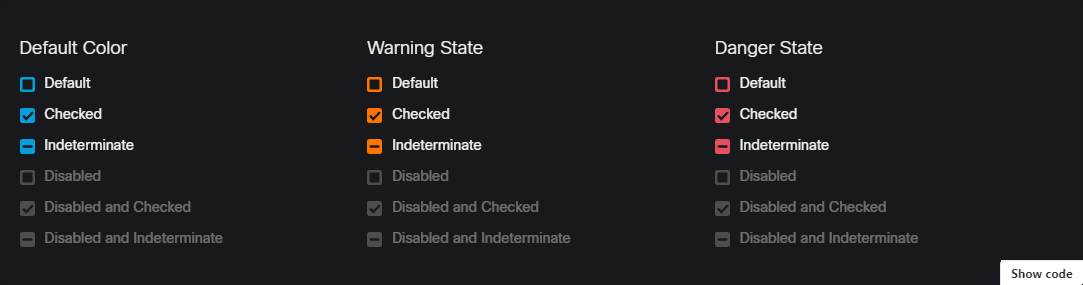 Default Color
Default
Checked
Indeterminate
Disabled
Disabled and Checked
Disabled and Indeterminate
Warning State
Default
Checked
Indeterminate
Disabled
Disabled and Checked
Disabled and Indeterminate
Danger State
Default
Checked
Indeterminate
Disabled
Disabled and Checked
Disabled and Indeterminate
Show code